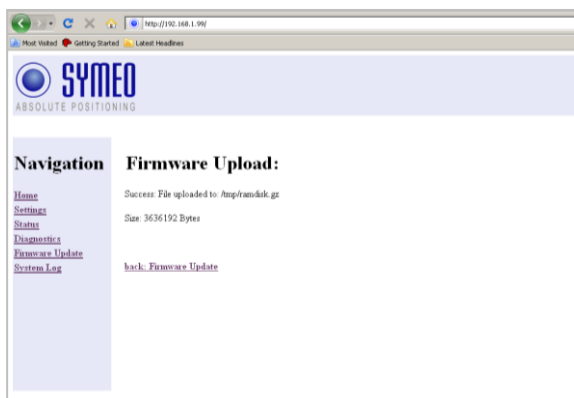 http://192.168.1.99/
Most Visited Getting Started Latest Headlines
SYMEO
ABSOLUTE POSITIONING
Navigation
Home
Settings
Status
Diagnostics
Firmware Update
System Log
Firmware Upload:
Success: File uploaded to: /tmp/ramdisk.gz
Size: 3636192 Bytes
back: Firmware Update